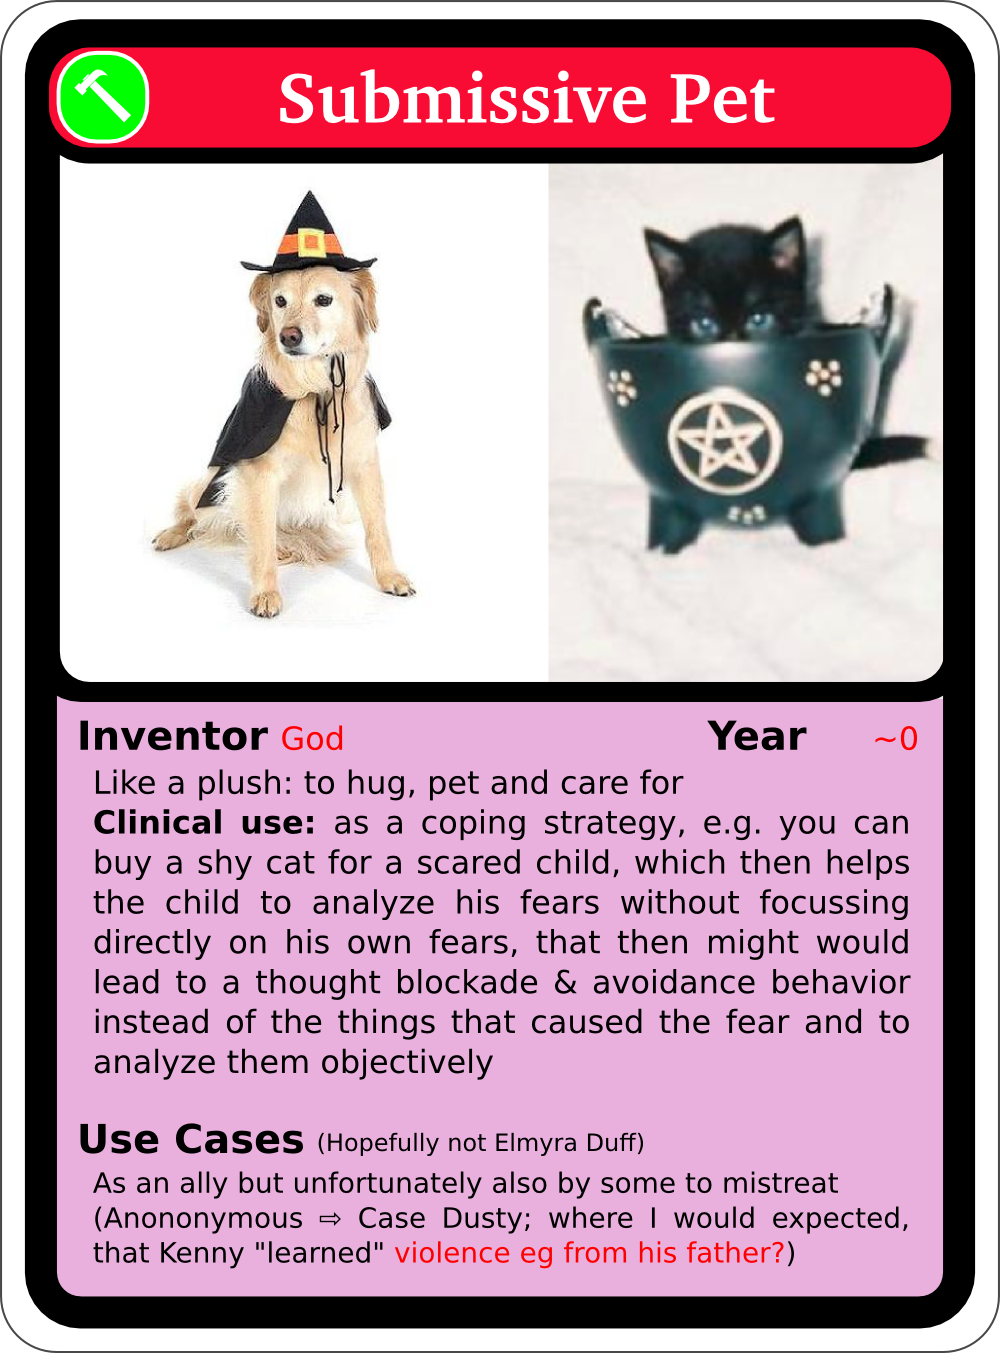 Submissive Pet
Inventor God Year ~0
Like a plush: to hug, pet and care for
Clinical use: as a coping strategy, e.g. you can
buy a shy cat for a scared child, which then helps
the child to analyze his fears without focussing
directly on his own fears, that then might would
lead to a thought blockade & avoidance behavior
instead of the things that caused the fear and to
analyze them objectively
Use Cases (Hopefully not Elmyra Duff)
As an ally but unfortunately also by some to mistreat
(Anononymous ⇨ Case Dusty; where I would expected,
that Kenny "learned" violence eg from his father?)